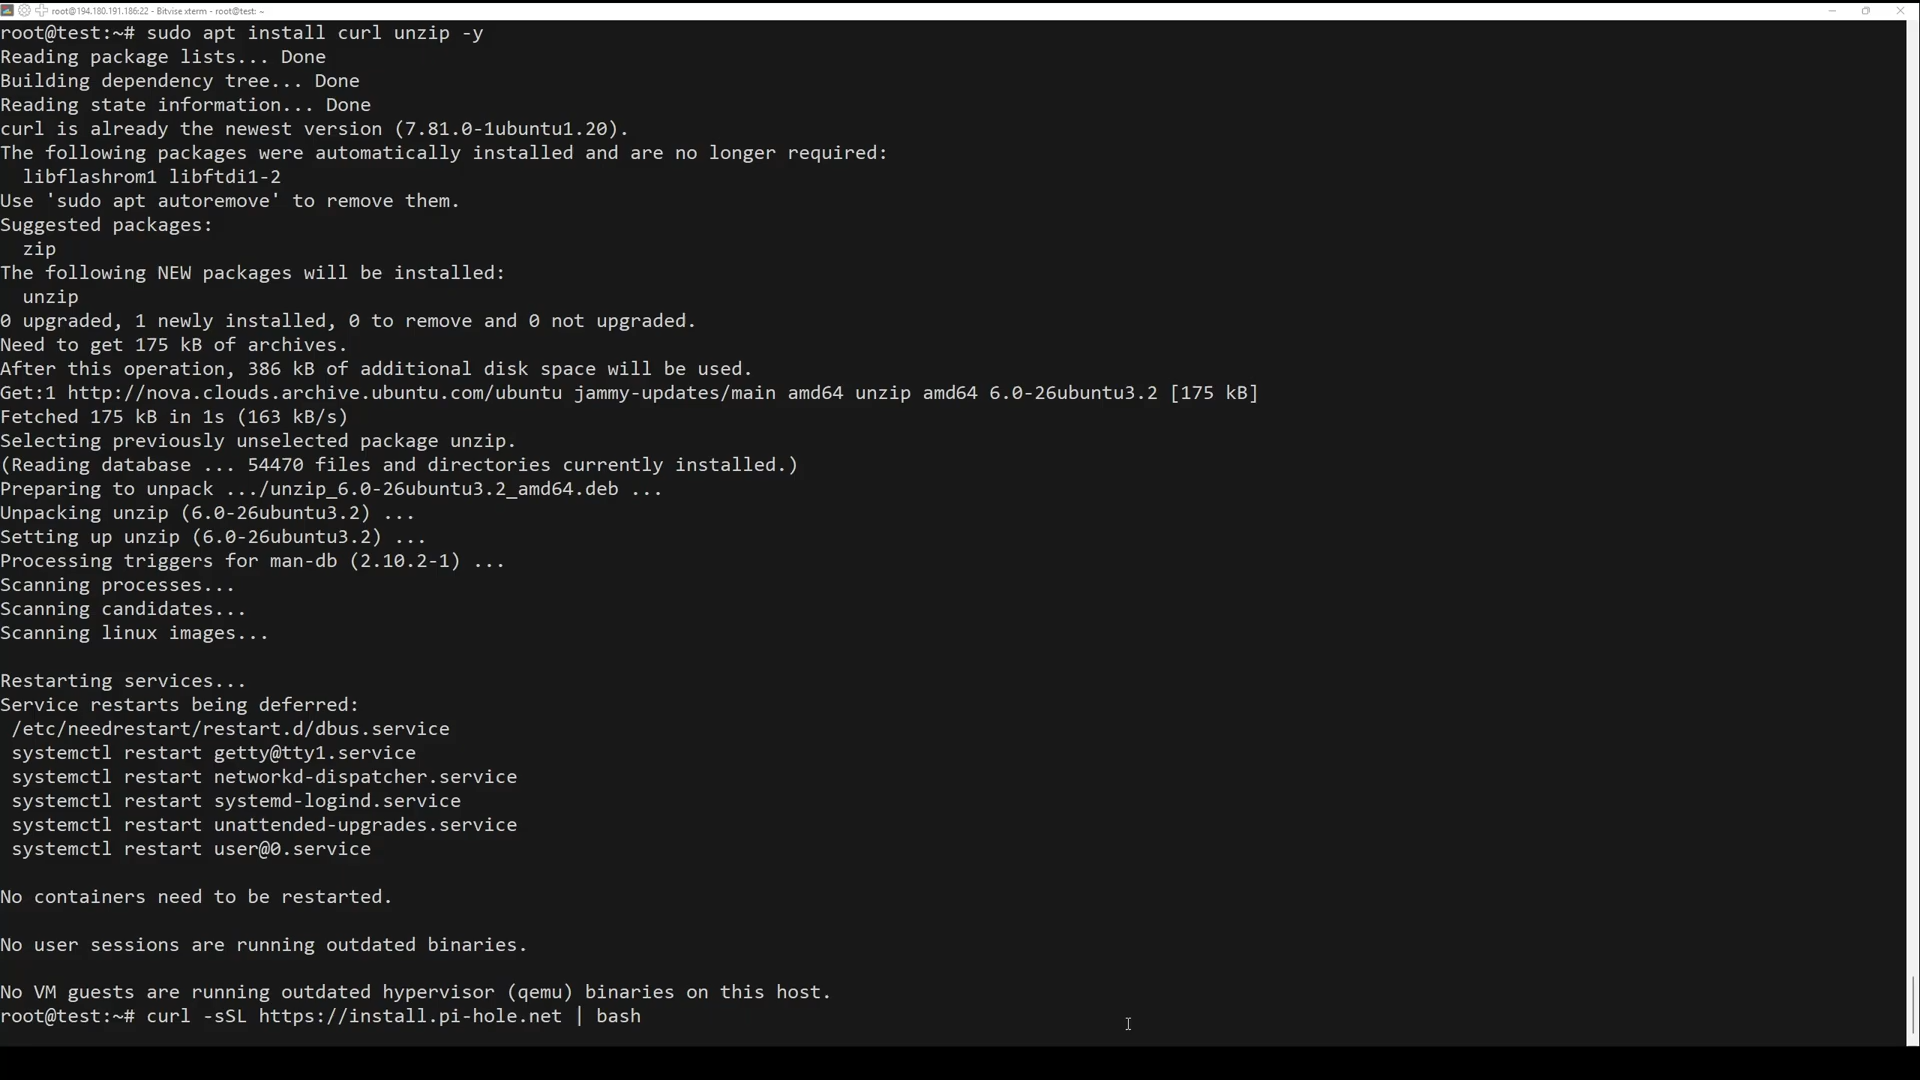 root@194.180.191.186:22 - Bitvise xterm - root@test: ~
root@test:~# sudo apt install curl unzip -y
Reading package lists... Done
Building dependency tree... Done
Reading state information... Done
curl is already the newest version (7.81.0-1ubuntu1.20).
The following packages were automatically installed and are no longer required:
  libflashrom1 libftdi1-2
Use 'sudo apt autoremove' to remove them.
Suggested packages:
  zip
The following NEW packages will be installed:
  unzip
0 upgraded, 1 newly installed, 0 to remove and 0 not upgraded.
Need to get 175 kB of archives.
After this operation, 386 kB of additional disk space will be used.
Get:1 http://nova.clouds.archive.ubuntu.com/ubuntu jammy-updates/main amd64 unzip amd64 6.0-26ubuntu3.2 [175 kB]
Fetched 175 kB in 1s (163 kB/s)
Selecting previously unselected package unzip.
(Reading database ... 54470 files and directories currently installed.)
Preparing to unpack .../unzip_6.0-26ubuntu3.2_amd64.deb ...
Unpacking unzip (6.0-26ubuntu3.2) ...
Setting up unzip (6.0-26ubuntu3.2) ...
Processing triggers for man-db (2.10.2-1) ...
Scanning processes...
Scanning candidates...
Scanning linux images...
Restarting services...
Service restarts being deferred:
 /etc/needrestart/restart.d/dbus.service
 systemctl restart getty@tty1.service
 systemctl restart networkd-dispatcher.service
 systemctl restart systemd-logind.service
 systemctl restart unattended-upgrades.service
 systemctl restart user@0.service
No containers need to be restarted.
No user sessions are running outdated binaries.
No VM guests are running outdated hypervisor (qemu) binaries on this host.
root@test:~# curl -sSL https://install.pi-hole.net | bash